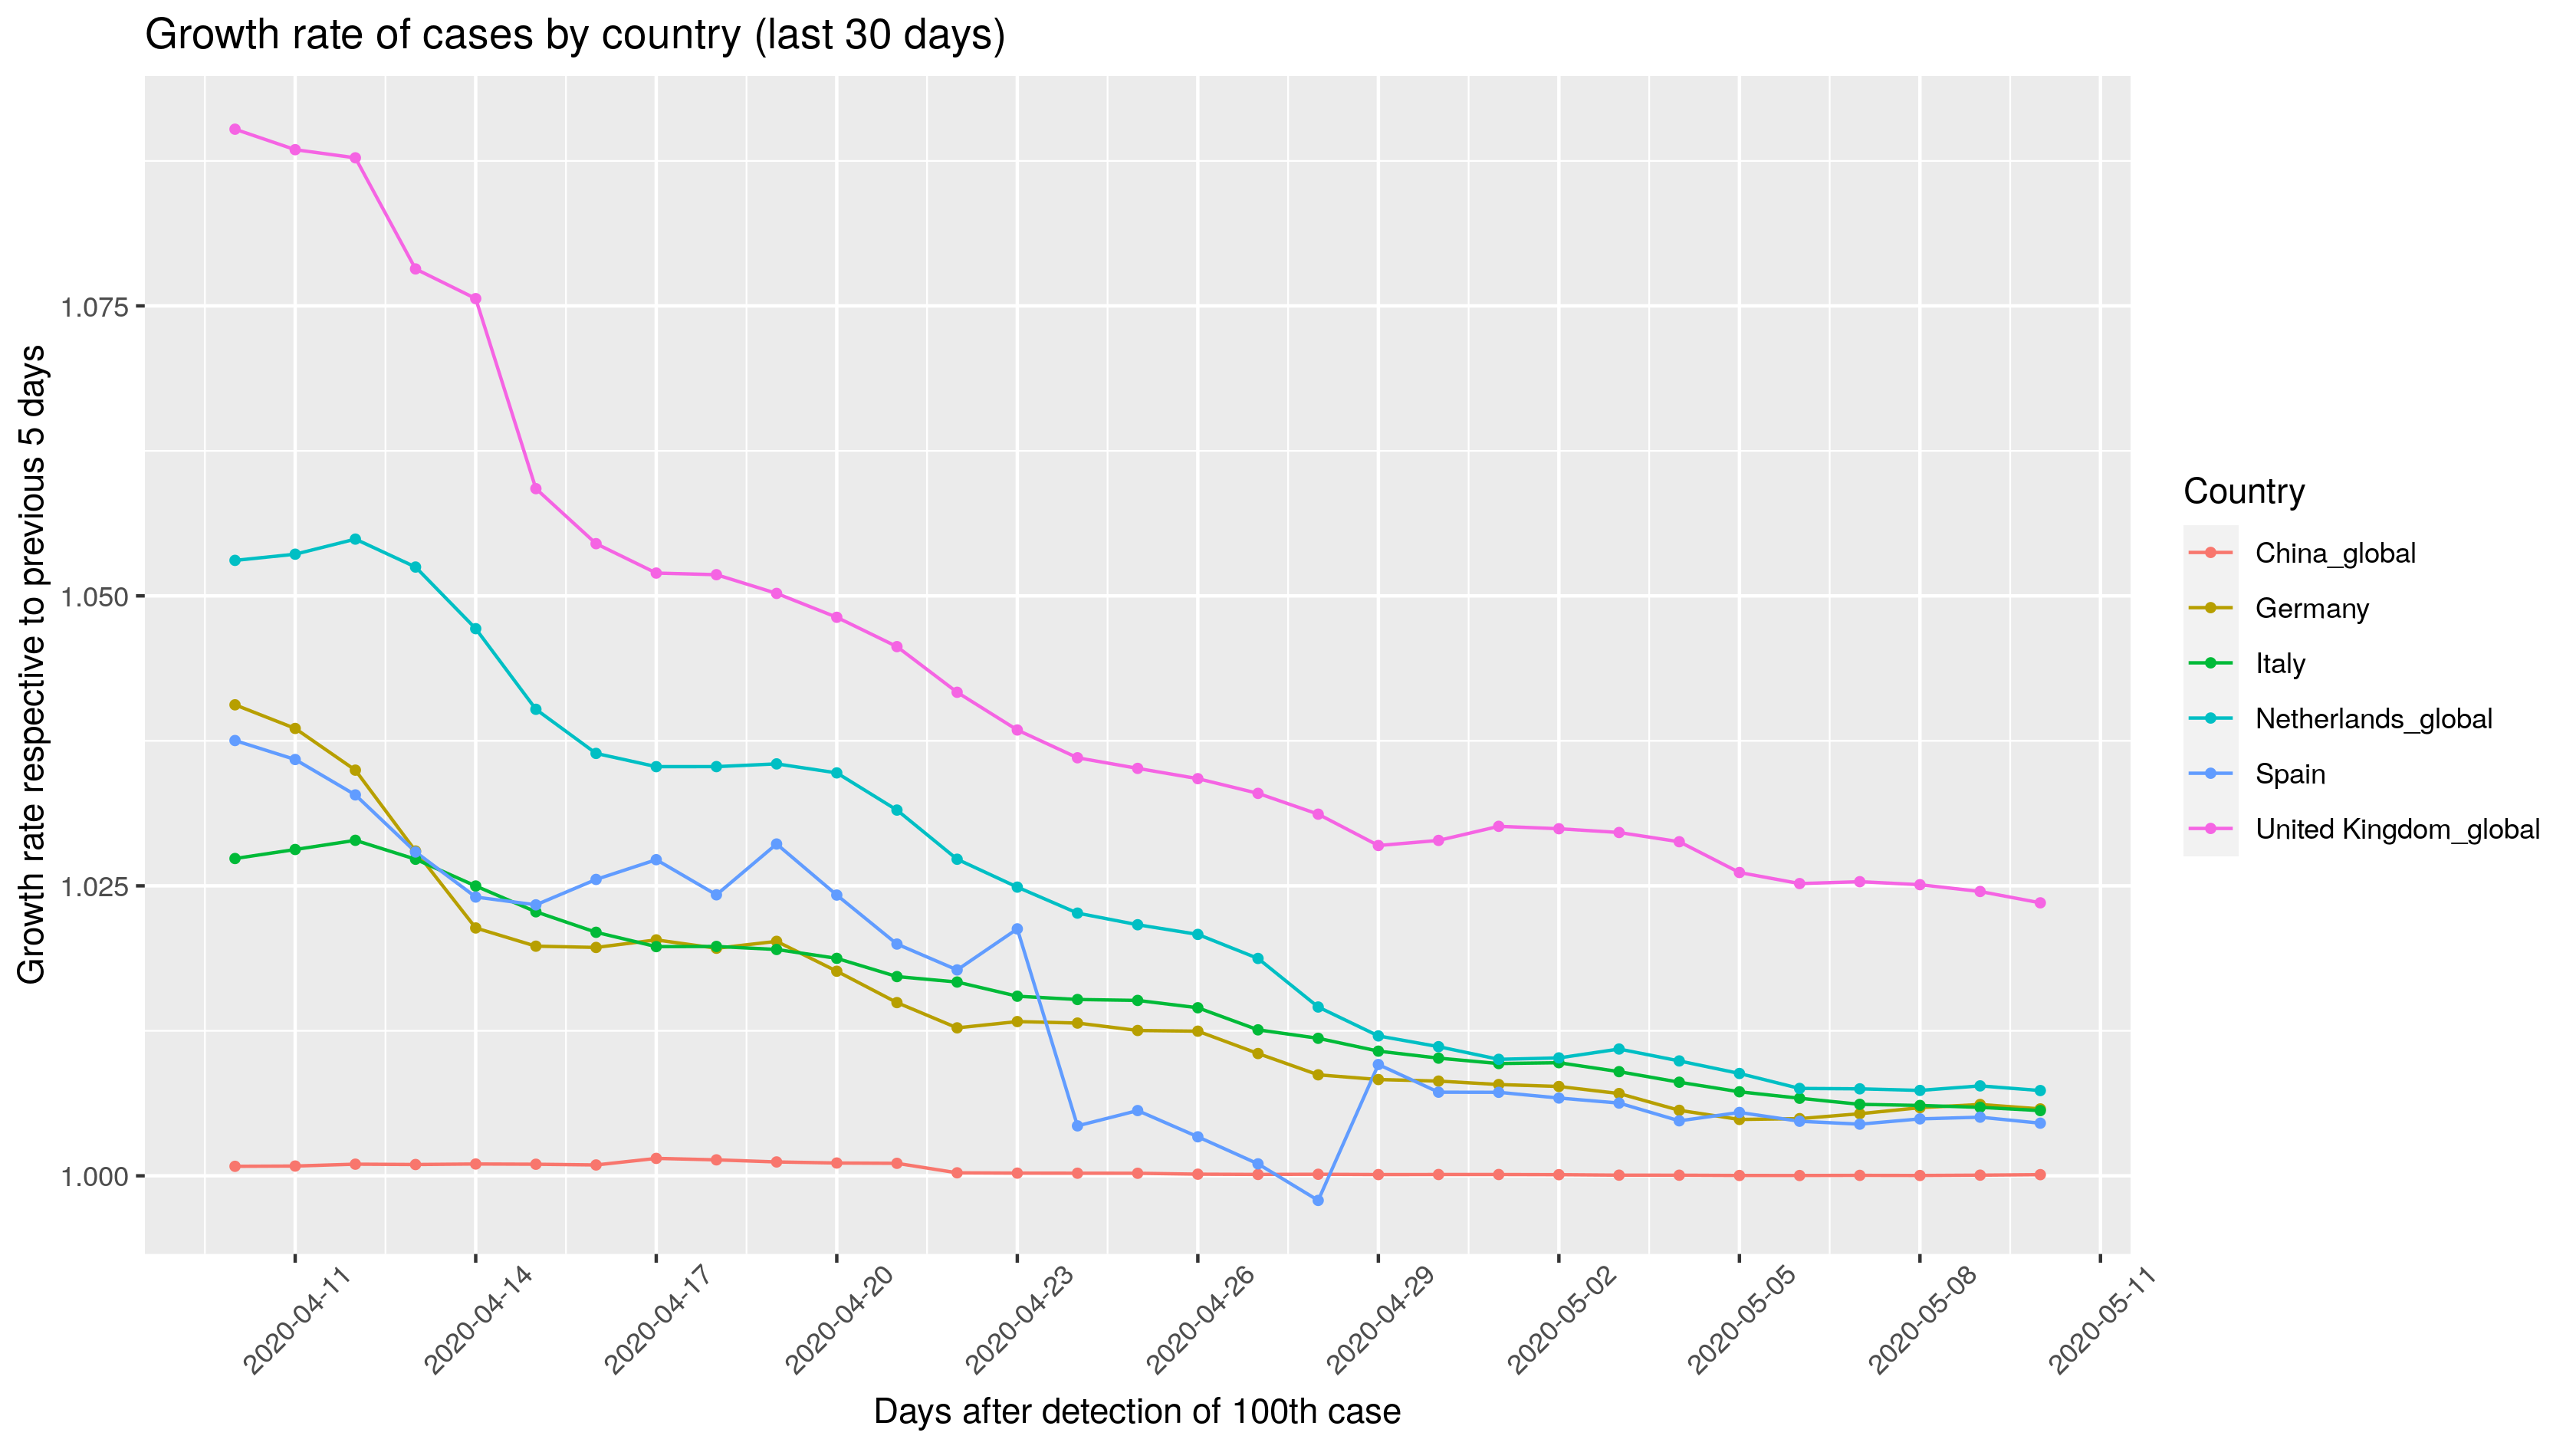 Growth rate of cases by country (last 30 days)
Growth rate respective to previous 5 days
1.075
1.050
1.025
1.000
2020-04-11
2020-04-14
2020-04-17
2020-04-20
2020-04-23
2020-04-26
2020-04-29
2020-05-02
2020-05-05
2020-05-08
2020-05-11
Days after detection of 100th case
Country
China_global
Germany
Italy
Netherlands_global
Spain
United Kingdom_global